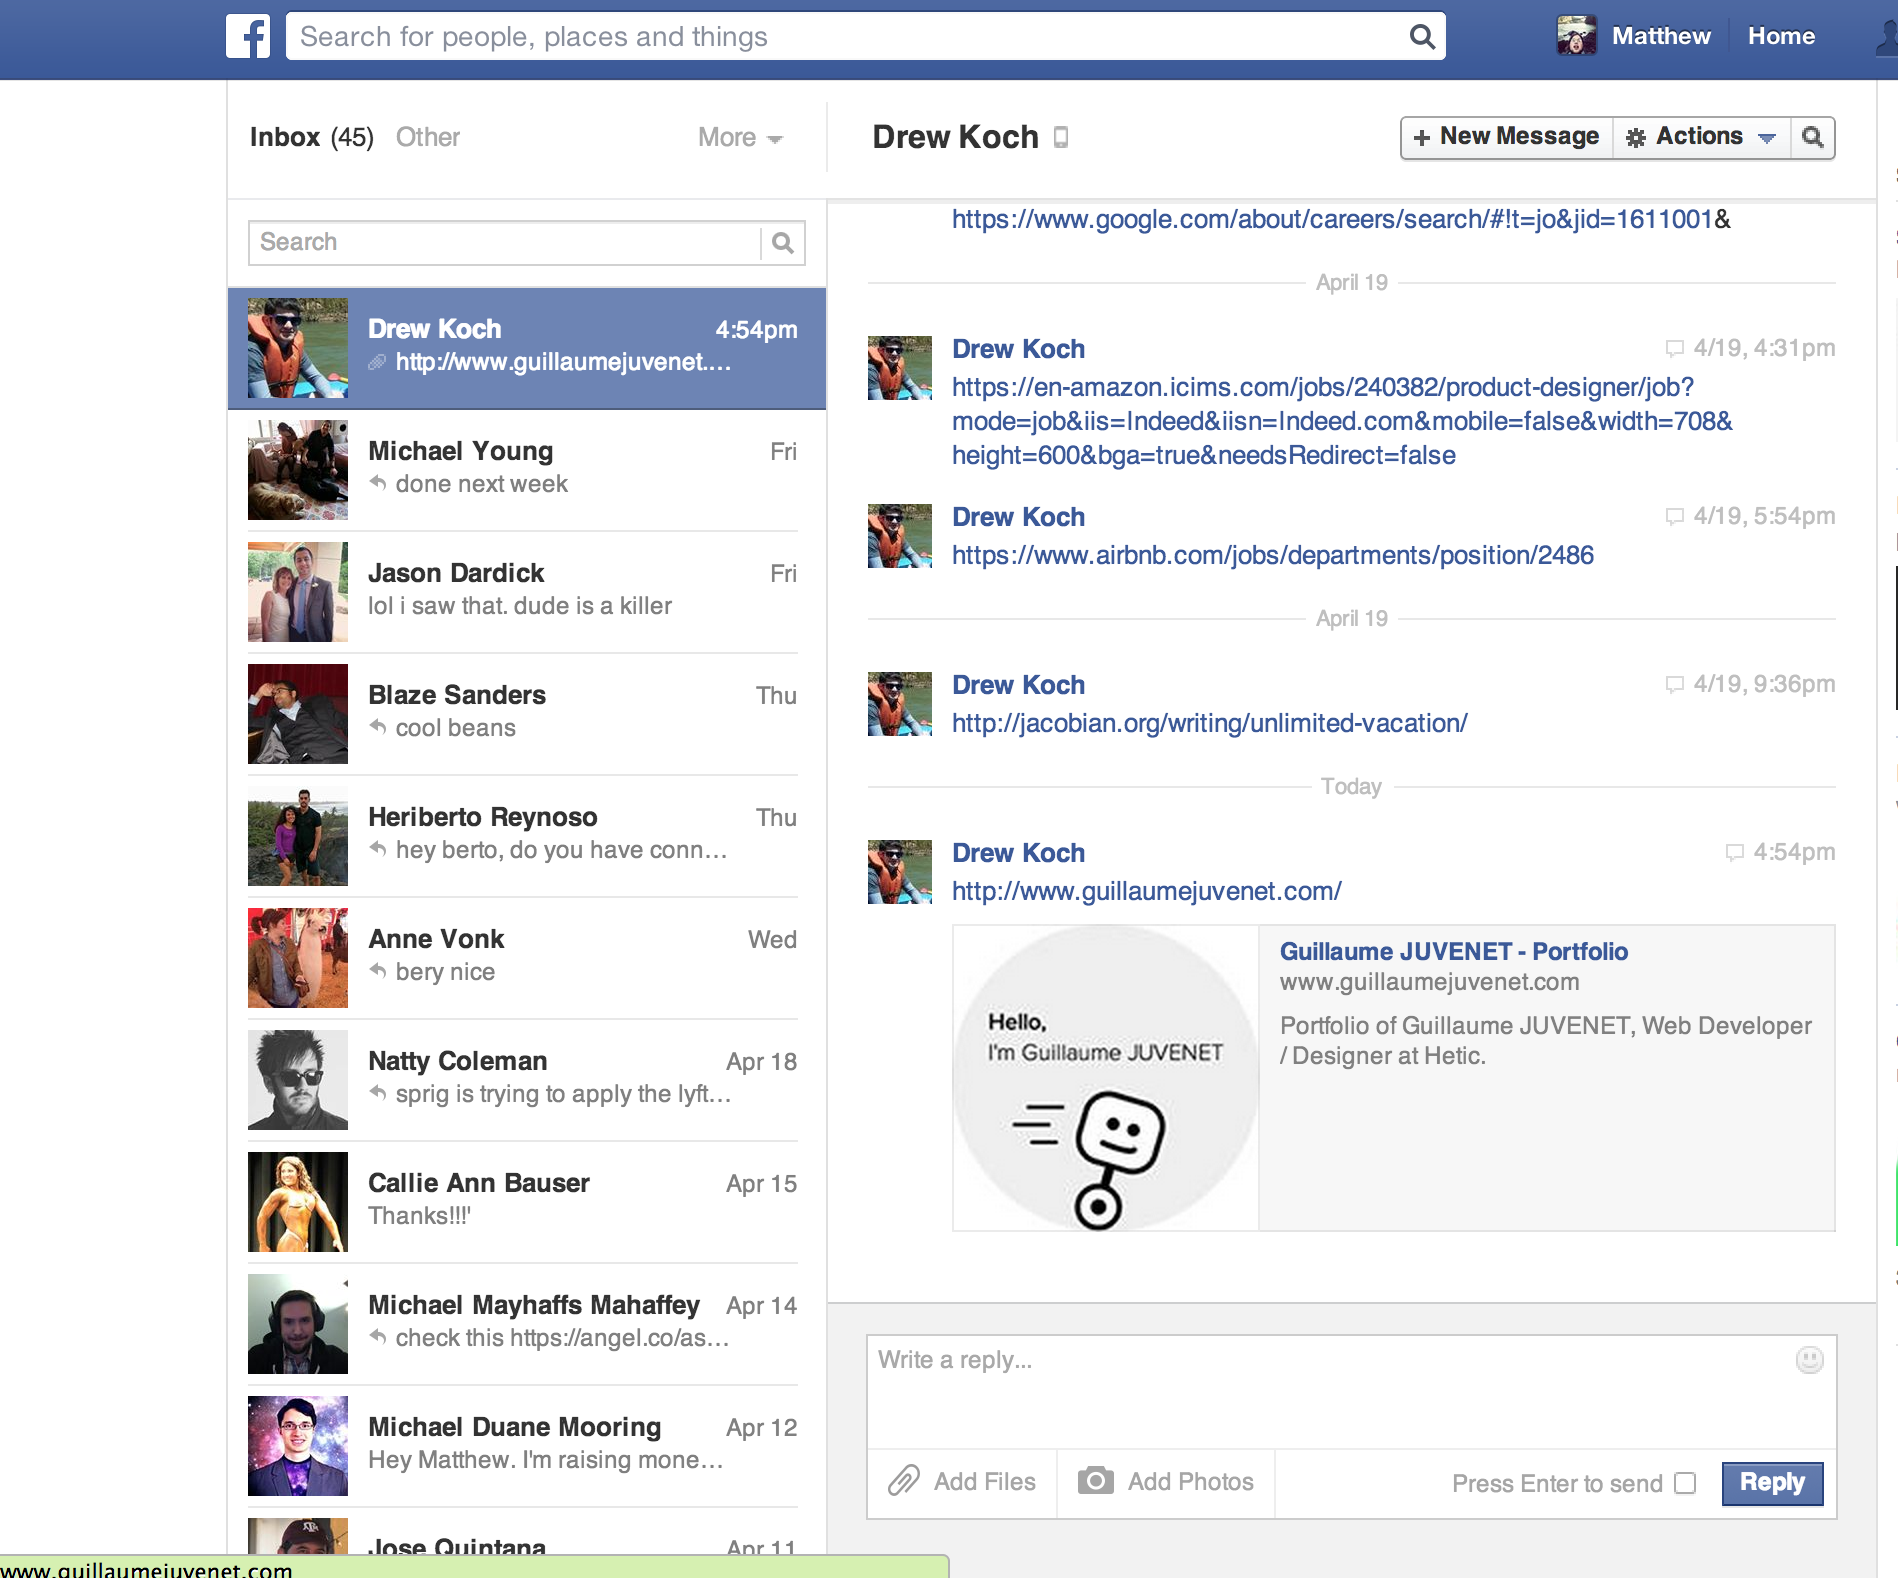 Search for people, places and things
Matthew
Home
Inbox (45)
Other
More
Drew Koch
+ New Message
Actions
Search
Drew Koch
4:54pm
http://www.guillaumejuvenet.…
Michael Young
Fri
done next week
Jason Dardick
Fri
lol i saw that. dude is a killer
Blaze Sanders
Thu
cool beans
Heriberto Reynoso
Thu
hey berto, do you have conn…
Anne Vonk
Wed
bery nice
Natty Coleman
Apr 18
sprig is trying to apply the lyft…
Callie Ann Bauser
Apr 15
Thanks!!!'
Michael Mayhaffs Mahaffey
Apr 14
check this https://angel.co/as…
Michael Duane Mooring
Apr 12
Hey Matthew. I'm raising mone…
Jose Quintana
Apr 11
www.guillaumejuvenet.com
https://www.google.com/about/careers/search/#!t=jo&jid=1611001&
April 19
Drew Koch
4/19, 4:31pm
https://en-amazon.icims.com/jobs/240382/product-designer/job?
mode=job&iis=Indeed&iisn=Indeed.com&mobile=false&width=708&
height=600&bga=true&needsRedirect=false
Drew Koch
4/19, 5:54pm
https://www.airbnb.com/jobs/departments/position/2486
April 19
Drew Koch
4/19, 9:36pm
http://jacobian.org/writing/unlimited-vacation/
Today
Drew Koch
4:54pm
http://www.guillaumejuvenet.com/
Hello,
I'm Guillaume JUVENET
Guillaume JUVENET - Portfolio
www.guillaumejuvenet.com
Portfolio of Guillaume JUVENET, Web Developer
/ Designer at Hetic.
Write a reply...
Add Files
Add Photos
Press Enter to send
Reply